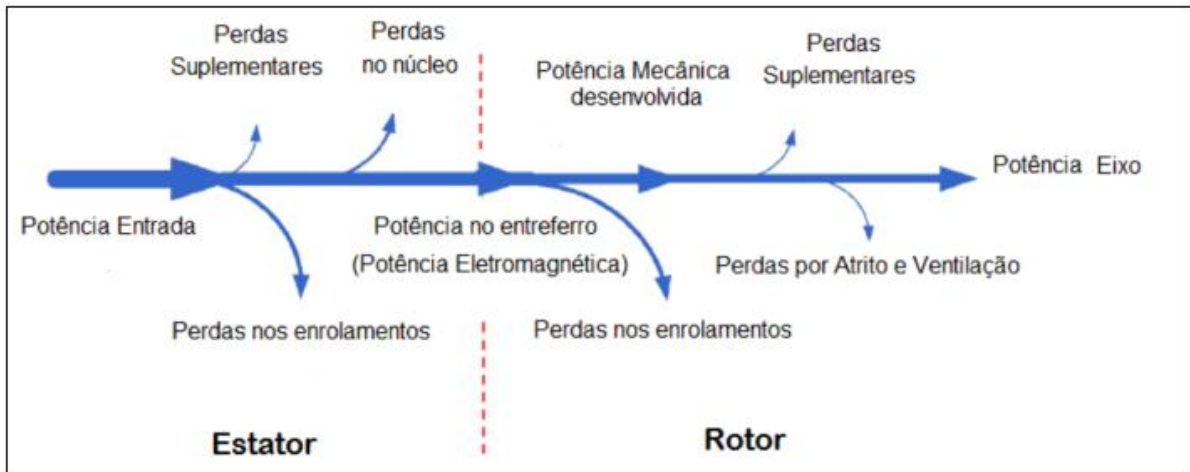 Perdas
Suplementares
Perdas
no núcleo
Potência Mecânica
desenvolvida
Perdas
Suplementares
Potência Eixo
Potência Entrada
Potência no entreferro
(Potência Eletromagnética)
Perdas por Atrito e Ventilação
Perdas nos enrolamentos
Perdas nos enrolamentos
Estator
Rotor